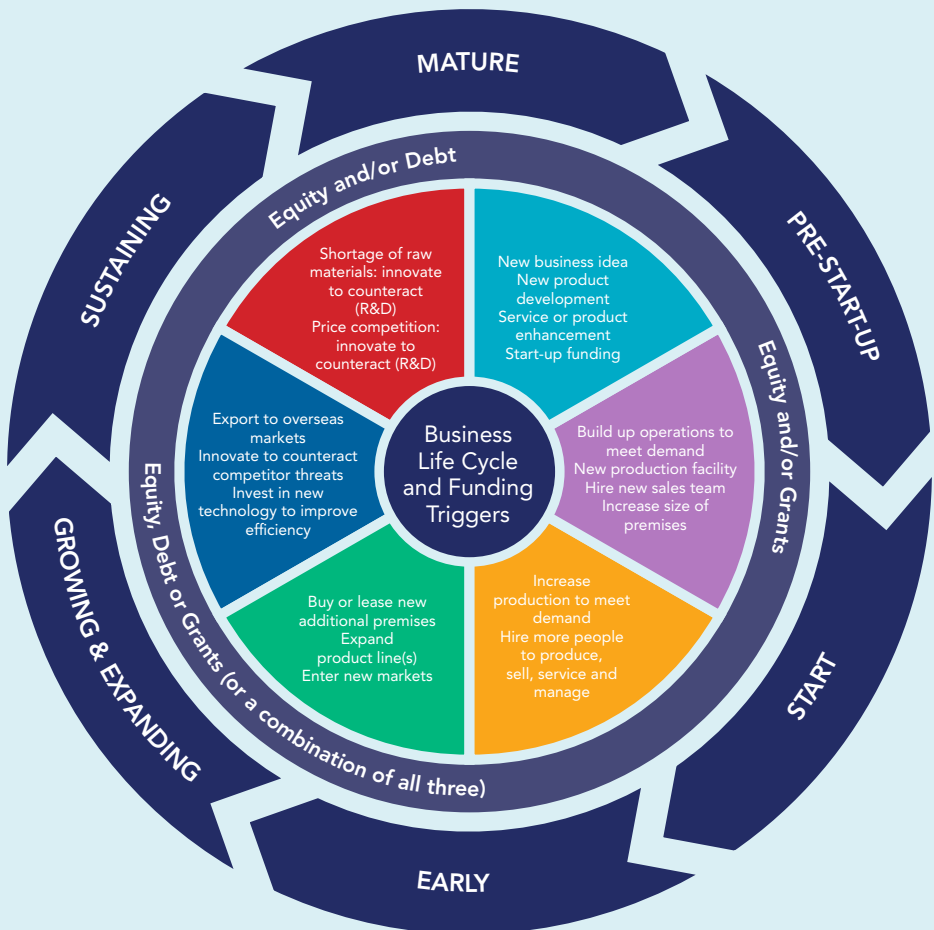 MATURE
PRE-START-UP
START
EARLY
GROWING & EXPANDING
SUSTAINING
Equity and/or Debt
Equity and/or Grants
Equity, Debt or Grants (or a combination of all three)
Business
Life Cycle
and Funding
Triggers
New business idea
New product
development
Service or product
enhancement
Start-up funding
Build up operations to
meet demand
New production facility
Hire new sales team
Increase size of
premises
Increase
production to meet
demand
Hire more people
to produce,
sell, service and
manage
Buy or lease new
additional premises
Expand
product line(s)
Enter new markets
Export to overseas
markets
Innovate to counteract
competitor threats
Invest in new
technology to improve
efficiency
Shortage of raw
materials: innovate
to counteract
(R&D)
Price competition:
innovate to
counteract (R&D)